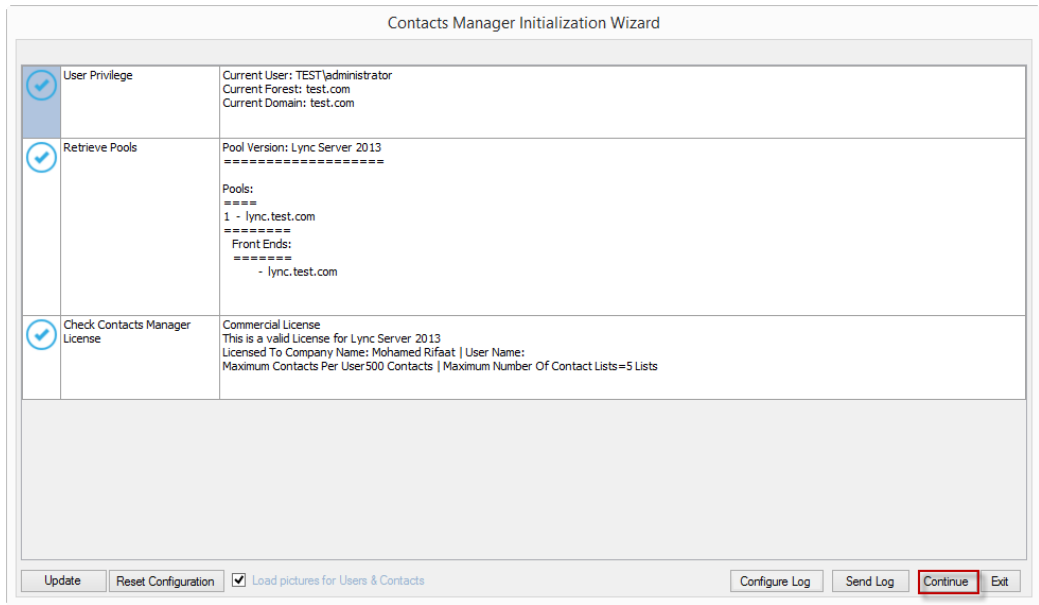 Contacts Manager Initialization Wizard
User Privilege
Current User: TEST\administrator
Current Forest: test.com
Current Domain: test.com
Retrieve Pools
Pool Version: Lync Server 2013
===================
Pools:
====
1 - lync.test.com
========
Front Ends:
=======
- lync.test.com
Check Contacts Manager
License
Commercial License
This is a valid License for Lync Server 2013
Licensed To Company Name: Mohamed Rifaat | User Name:
Maximum Contacts Per User500 Contacts | Maximum Number Of Contact Lists=5 Lists
Update Reset Configuration Load pictures for Users & Contacts Configure Log Send Log Continue Exit